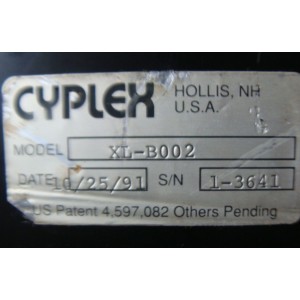 CYPLEX HOLLIS, NH
U.S.A.
MODEL XL-B002
DATE 10/25/91 S/N 1-3641
US Patent 4,597,082 Others Pending